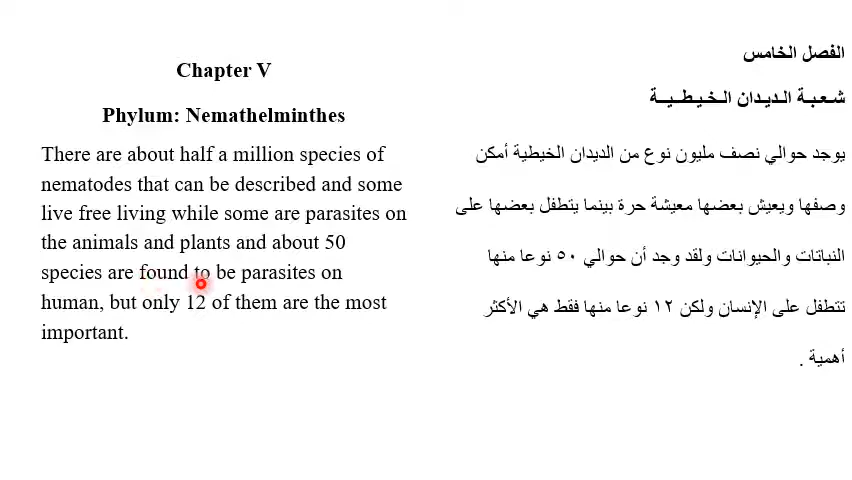 Chapter V
Phylum: Nemathelminthes
There are about half a million species of
nematodes that can be described and some
live free living while some are parasites on
the animals and plants and about 50
species are found to be parasites on
human, but only 12 of them are the most
important.
الفصل الخامس
شـعـبـة الـديـدان الـخـيـطـيـــة
يوجد حوالي نصف مليون نوع من الديدان الخيطية أمكن
وصفها ويعيش بعضها معيشة حرة بينما يتطفل بعضها على
النباتات والحيوانات ولقد وجد أن حوالي ٥٠ نوعا منها
تتطفل على الإنسان ولكن ١٢ نوعا منها فقط هي الأكثر
أهمية .